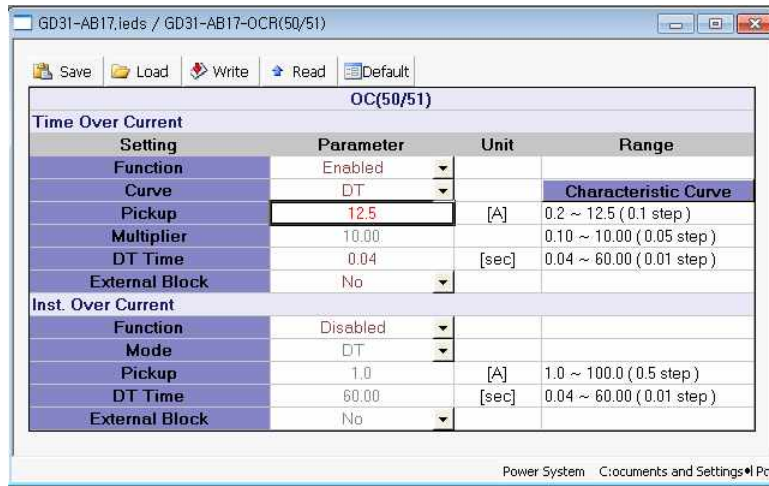 GD31-AB17.ieds / GD31-AB17-OCR(50/51)
Save Load Write Read Default
OC(50/51)
Time Over Current
Setting Parameter Unit Range
Function Enabled
Curve DT Characteristic Curve
Pickup 12.5 [A] 0.2 ~ 12.5 ( 0.1 step )
Multiplier 10.00 0.10 ~ 10.00 ( 0.05 step )
DT Time 0.04 [sec] 0.04 ~ 60.00 ( 0.01 step )
External Block No
Inst. Over Current
Function Disabled
Mode DT
Pickup 1.0 [A] 1.0 ~ 100.0 ( 0.5 step )
DT Time 60.00 [sec] 0.04 ~ 60.00 ( 0.01 step )
External Block No
Power System C:ocuments and Settings